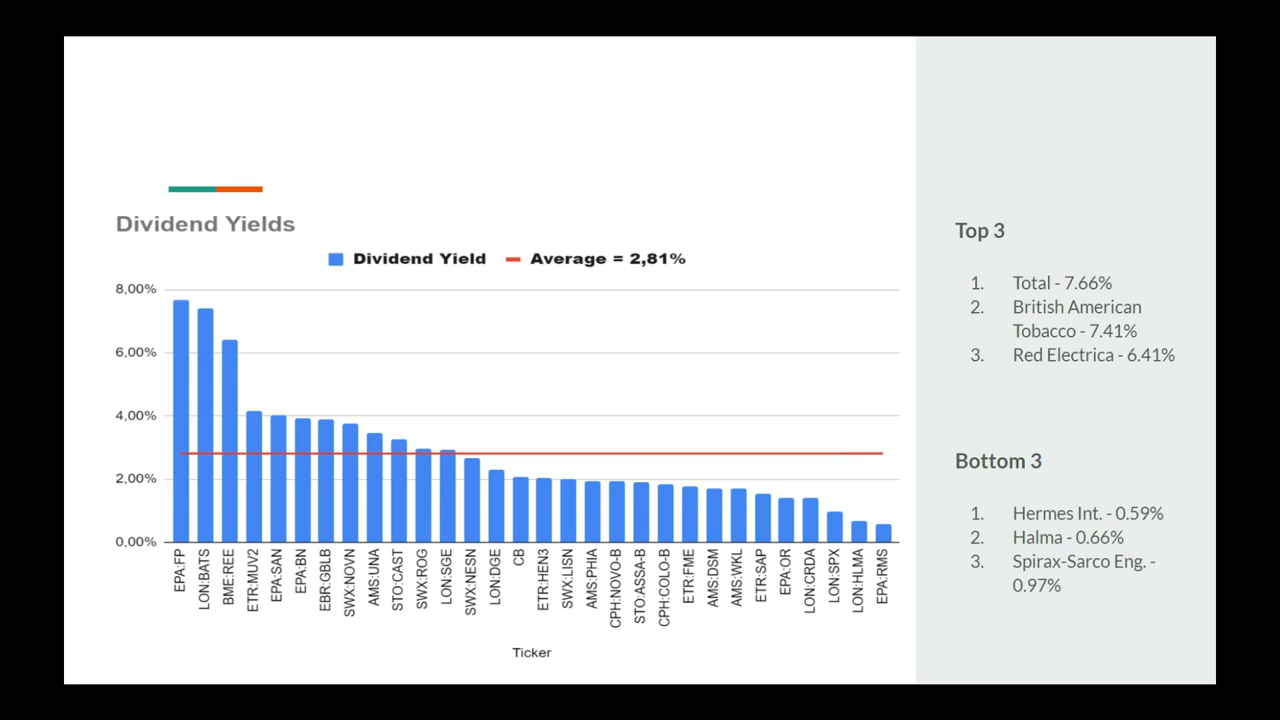 Dividend Yields
Dividend Yield
Average = 2,81%
8,00%
6,00%
4,00%
2,00%
0,00%
EPA:FP
LON:BATS
BME:REE
ETR:MUV2
EPA:SAN
EPA:BN
EBR:GBLB
SWX:NOVN
AMS:UNA
STO:CAST
SWX:ROG
LON:SGE
SWX:NESN
LON:DGE
CB
ETR:HEN3
SWX:LISN
AMS:PHIA
CPH:NOVO-B
STO:ASSA-B
CPH:COLO-B
ETR:FME
AMS:DSM
AMS:WKL
ETR:SAP
EPA:OR
LON:CRDA
LON:SPX
LON:HLMA
EPA:RMS
Ticker
Top 3
1. Total - 7.66%
2. British American
Tobacco - 7.41%
3. Red Electrica - 6.41%
Bottom 3
1. Hermes Int. - 0.59%
2. Halma - 0.66%
3. Spirax-Sarco Eng. -
0.97%